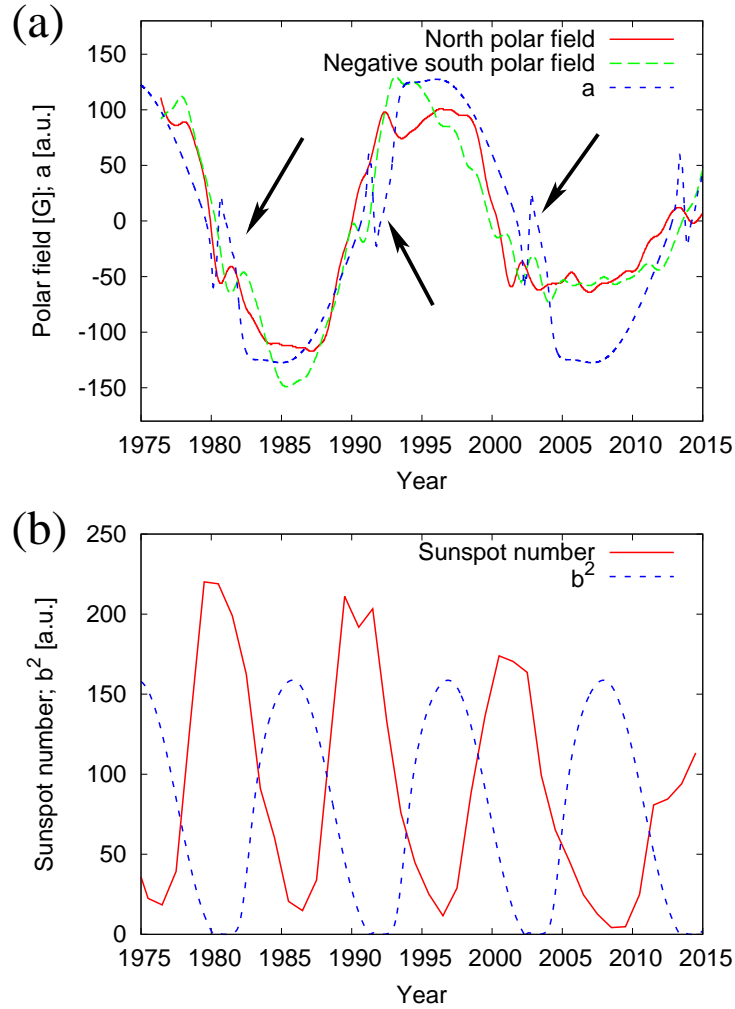 (a)
North polar field
Negative south polar field
a
Polar field [G]; a [a.u.]
150
100
50
0
-50
-100
-150
1975 1980 1985 1990 1995 2000 2005 2010 2015
Year
(b)
Sunspot number
b²
Sunspot number; b² [a.u.]
250
200
150
100
50
0
1975 1980 1985 1990 1995 2000 2005 2010 2015
Year